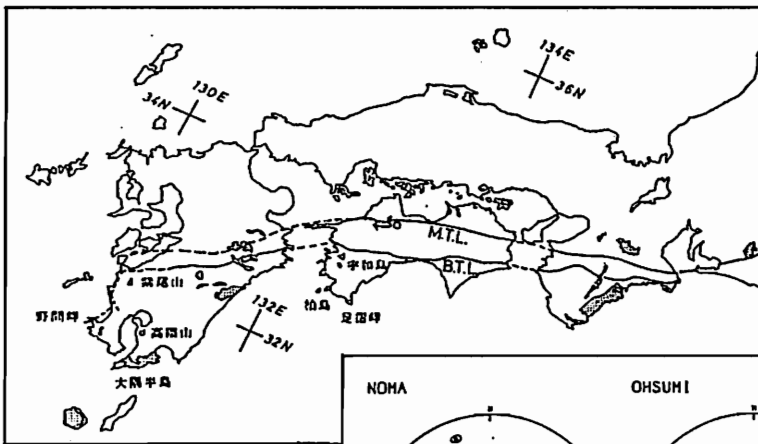 134E
36N
130E
34N
M.T.L.
B.T.L.
宇和島
紫尾山
132E
柏島
足摺岬
野間岬
高隈山
32N
大隅半島
NOMA
OHSUMI
N